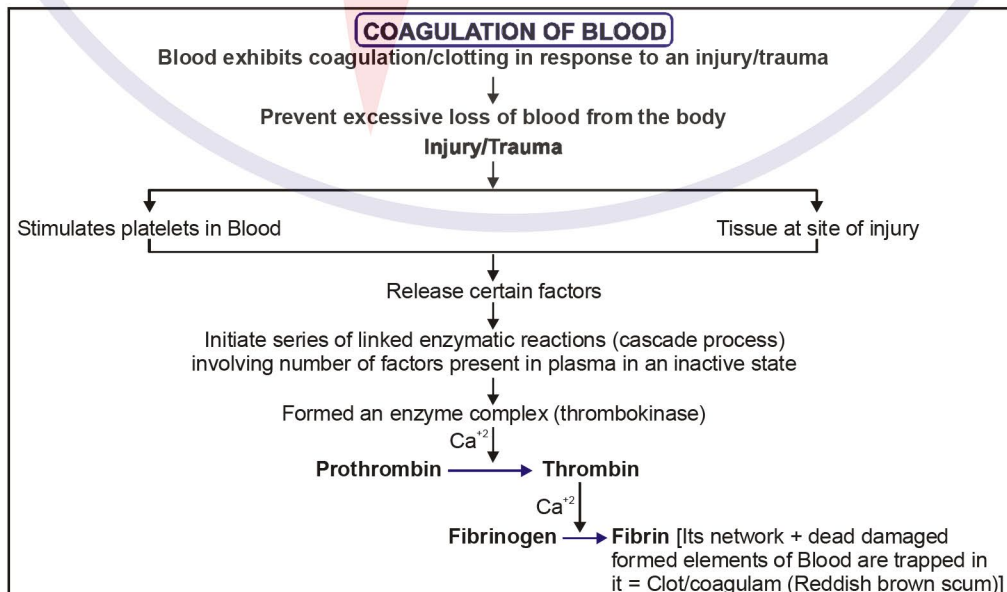 COAGULATION OF BLOOD
Blood exhibits coagulation/clotting in response to an injury/trauma
Prevent excessive loss of blood from the body
Injury/Trauma
Stimulates platelets in Blood
Tissue at site of injury
Release certain factors
Initiate series of linked enzymatic reactions (cascade process)
involving number of factors present in plasma in an inactive state
Formed an enzyme complex (thrombokinase)
Ca+2
Prothrombin Thrombin
Ca+2
Fibrinogen Fibrin [Its network + dead damaged
formed elements of Blood are trapped in
it = Clot/coagulam (Reddish brown scum)]